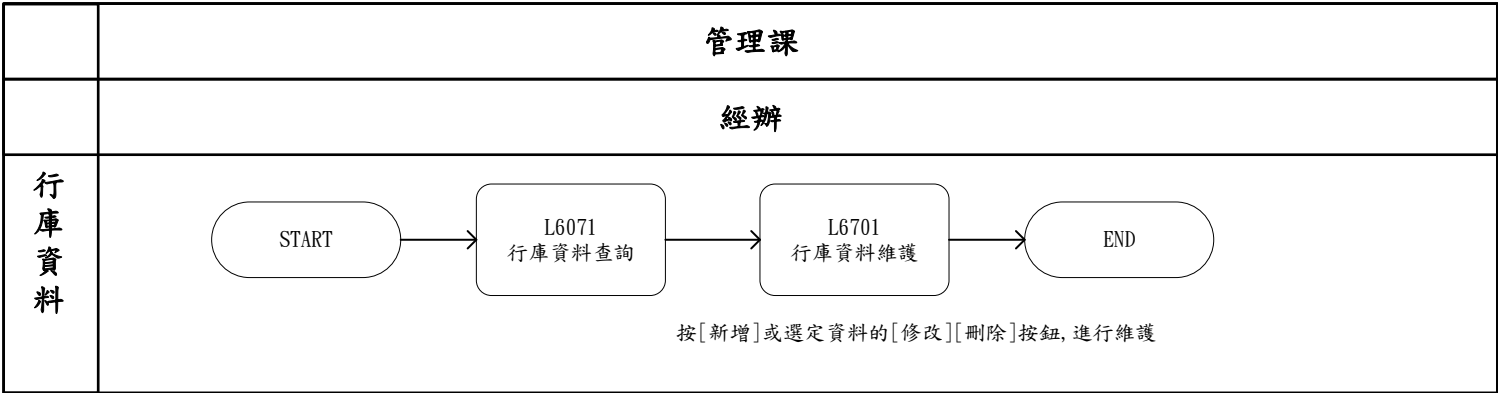 管理課
經辦
行庫資料
START
L6071
行庫資料查詢
L6701
行庫資料維護
END
按[新增]或選定資料的[修改][刪除]按鈕,進行維護